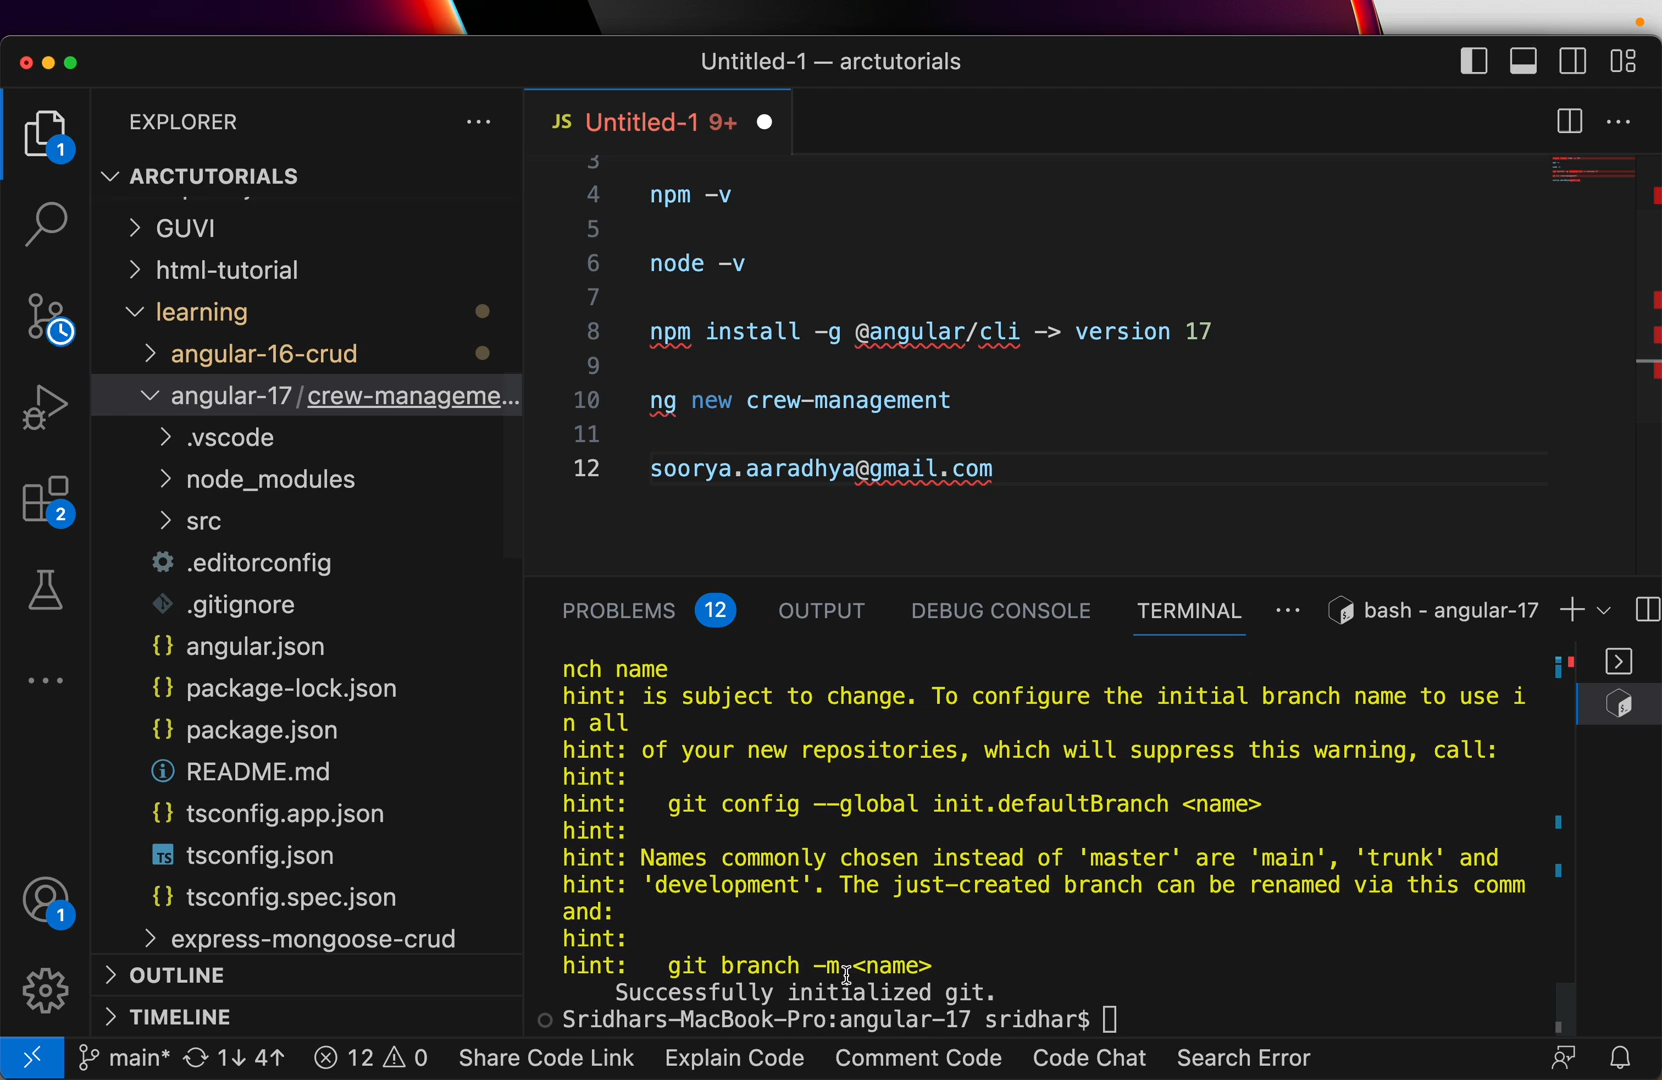 Untitled-1 — arctutorials
EXPLORER
JS Untitled-1 9+
ARCTUTORIALS
GUVI
html-tutorial
learning
angular-16-crud
angular-17/crew-manageme...
.vscode
node_modules
src
.editorconfig
.gitignore
{} angular.json
{} package-lock.json
{} package.json
README.md
{} tsconfig.app.json
TS tsconfig.json
{} tsconfig.spec.json
express-mongoose-crud
OUTLINE
TIMELINE
1
2
1
3
4 npm -v
5
6 node -v
7
8 npm install -g @angular/cli -> version 17
9
10 ng new crew-management
11
12 soorya.aaradhya@gmail.com
PROBLEMS 12 OUTPUT DEBUG CONSOLE TERMINAL ... bash - angular-17
nch name
hint: is subject to change. To configure the initial branch name to use i
n all
hint: of your new repositories, which will suppress this warning, call:
hint:
hint: git config --global init.defaultBranch <name>
hint:
hint: Names commonly chosen instead of 'master' are 'main', 'trunk' and
hint: 'development'. The just-created branch can be renamed via this comm
and:
hint:
hint: git branch -m <name>
Successfully initialized git.
Sridhars-MacBook-Pro:angular-17 sridhar$
main* 1↓ 4↑ 12 0 Share Code Link Explain Code Comment Code Code Chat Search Error